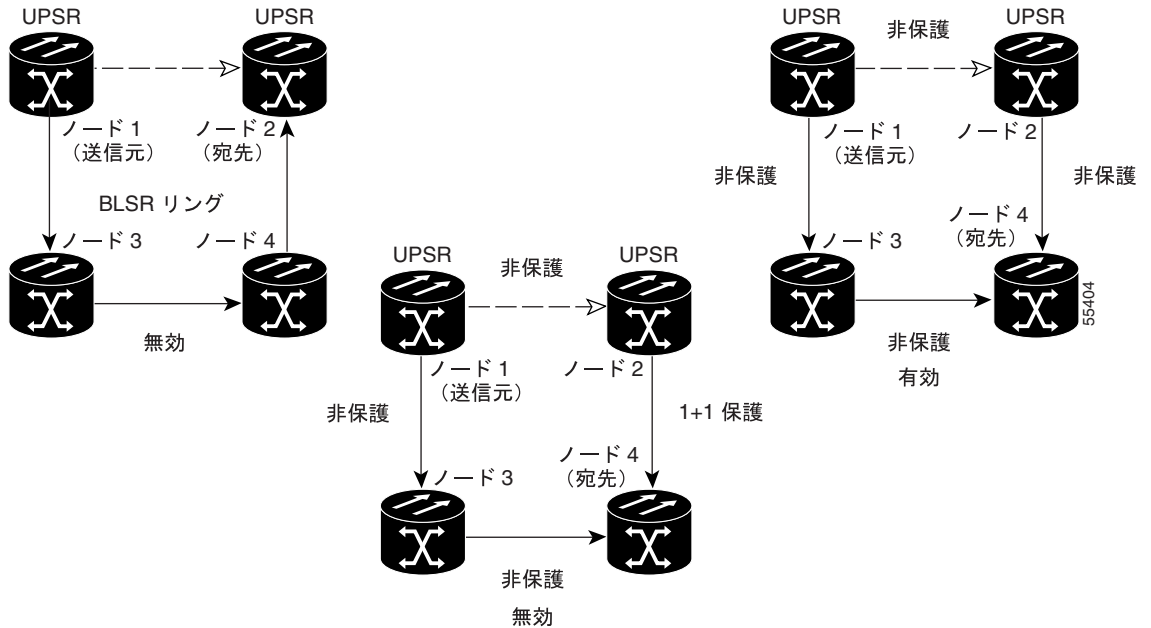 UPSR
UPSR
ノード 1
（送信元）
ノード 2
（宛先）
BLSR リング
ノード 3
ノード 4
無効
UPSR
非保護
UPSR
ノード 1
（送信元）
ノード 2
非保護
1+1 保護
ノード 3
ノード 4
（宛先）
非保護
無効
UPSR
非保護
UPSR
ノード 1
（送信元）
ノード 2
非保護
非保護
ノード 3
ノード 4
（宛先）
非保護
有効
55404